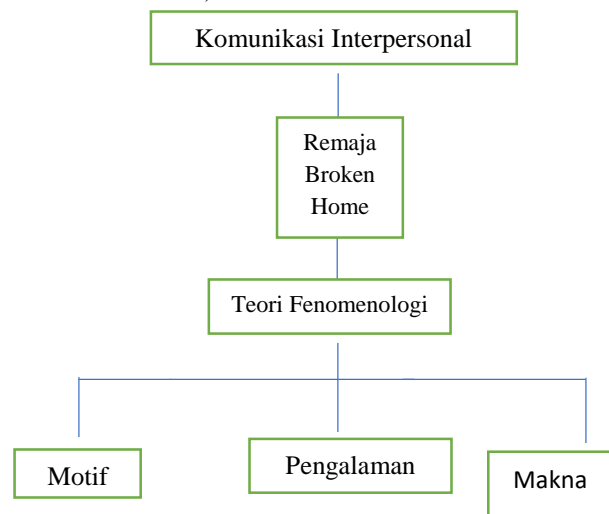 Komunikasi Interpersonal
Remaja
Broken
Home
Teori Fenomenologi
Motif
Pengalaman
Makna